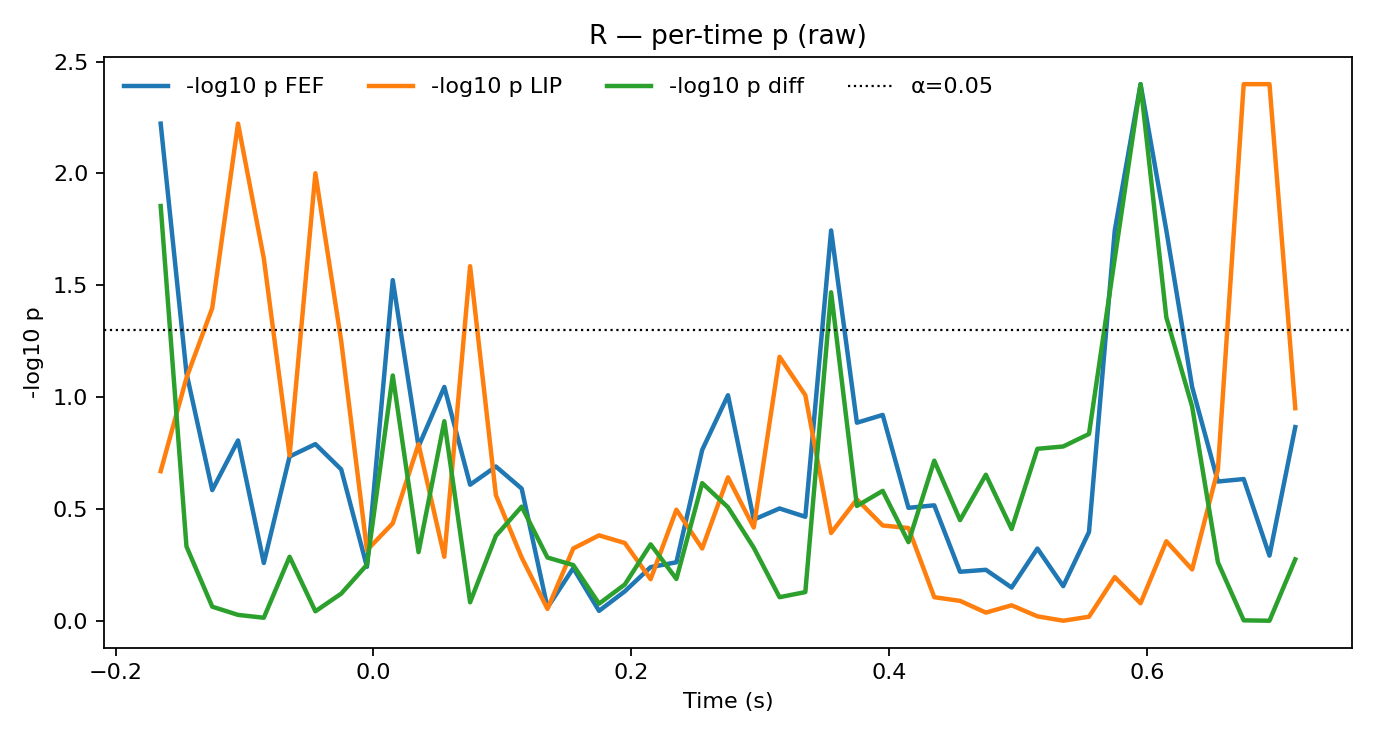 R — per-time p (raw)
-log10 p FEF
-log10 p LIP
-log10 p diff
α=0.05
2.5
2.0
1.5
1.0
0.5
0.0
-log10 p
−0.2
0.0
0.2
0.4
0.6
Time (s)